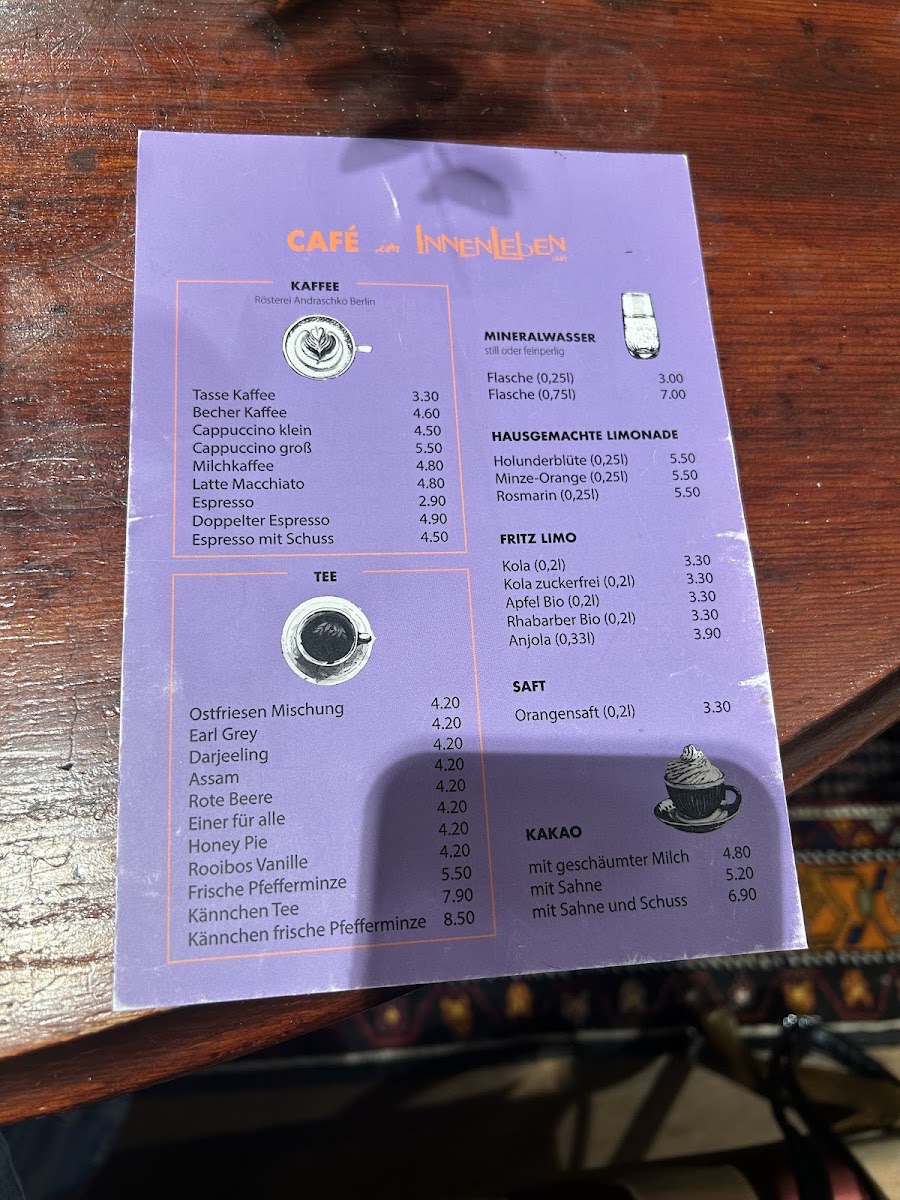 CAFÉ im INNENLEBEN
KAFFEE
Rösterei Andraschko Berlin
Tasse Kaffee 3.30
Becher Kaffee 4.60
Cappuccino klein 4.50
Cappuccino groß 5.50
Milchkaffee 4.80
Latte Macchiato 4.80
Espresso 2.90
Doppelter Espresso 4.90
Espresso mit Schuss 4.50
TEE
Ostfriesen Mischung 4.20
Earl Grey 4.20
Darjeeling 4.20
Assam 4.20
Rote Beere 4.20
Einer für alle 4.20
Honey Pie 4.20
Rooibos Vanille 4.20
Frische Pfefferminze 5.50
Kännchen Tee 7.90
Kännchen frische Pfefferminze 8.50
MINERALWASSER
still oder feinperlig
Flasche (0,25l) 3.00
Flasche (0,75l) 7.00
HAUSGEMACHTE LIMONADE
Holunderblüte (0,25l) 5.50
Minze-Orange (0,25l) 5.50
Rosmarin (0,25l) 5.50
FRITZ LIMO
Kola (0,2l) 3.30
Kola zuckerfrei (0,2l) 3.30
Apfel Bio (0,2l) 3.30
Rhabarber Bio (0,2l) 3.30
Anjola (0,33l) 3.90
SAFT
Orangensaft (0,2l) 3.30
KAKAO
mit geschäumter Milch 4.80
mit Sahne 5.20
mit Sahne und Schuss 6.90